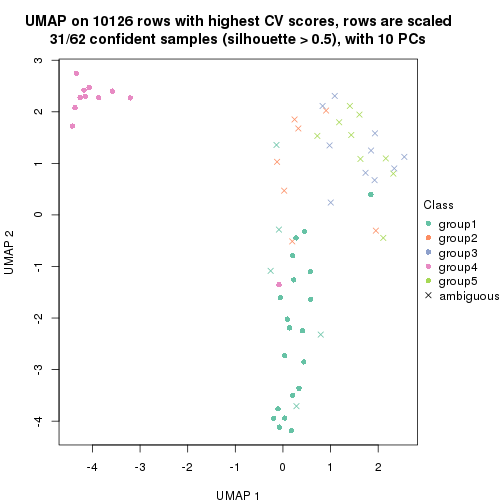 UMAP on 10126 rows with highest CV scores, rows are scaled
31/62 confident samples (silhouette > 0.5), with 10 PCs
3
2
1
0
-1
-2
-3
-4
UMAP 2
-4
-3
-2
-1
0
1
2
UMAP 1
Class
group1
group2
group3
group4
group5
ambiguous